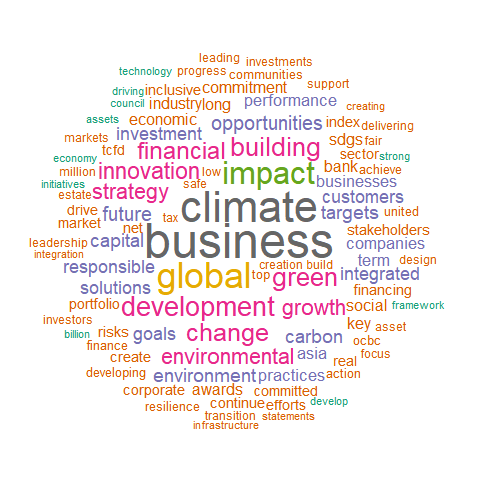 leading
investments
technology
progress
communities
driving
inclusive
commitment
support
council
industry
long
performance
creating
assets
economic
opportunities
index
delivering
markets
investment
sdgs
fair
tcfd
financial
building
sector
strong
economy
innovation
low
impact
bank
achieve
million
businesses
initiatives
strategy
safe
climate
customers
estate
drive
future
tax
targets
united
market
net
business
stakeholders
leadership
capital
companies
integration
responsible
global
creation
build
term
design
top
green
integrated
solutions
financing
portfolio
development
growth
social
framework
investors
key
asset
billion
risks
goals
change
carbon
ocbc
finance
create
environmental
asia
real
focus
developing
environment
practices
action
corporate
awards
committed
resilience
continue
efforts
develop
transition
statements
infrastructure